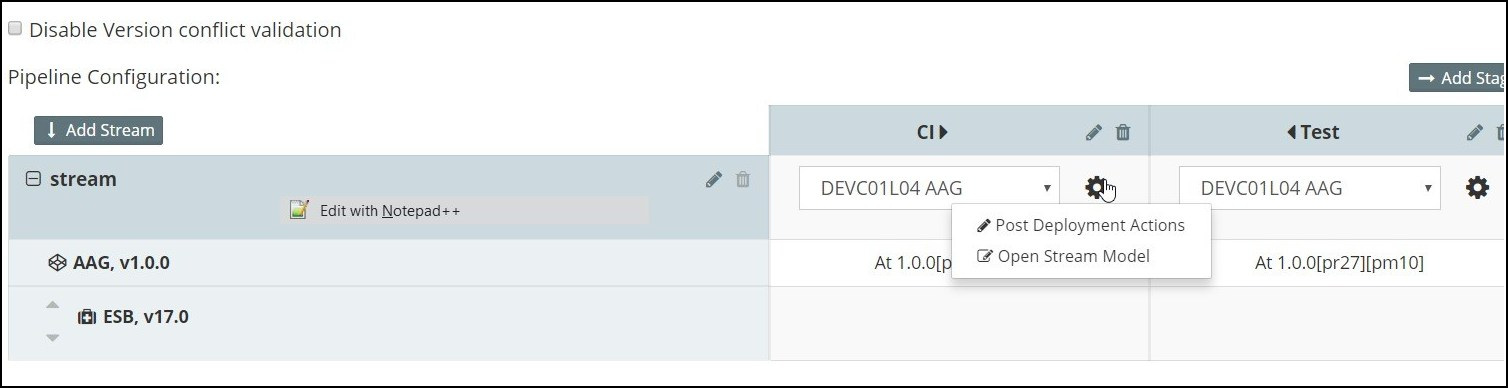 Disable Version conflict validation
Pipeline Configuration:
Add Stag
Add Stream
CI
Test
stream
DEVC01L04 AAG
DEVC01L04 AAG
Edit with Notepad++
Post Deployment Actions
Open Stream Model
AAG, v1.0.0
At 1.0.0[p
At 1.0.0[pr27][pm10]
ESB, v17.0